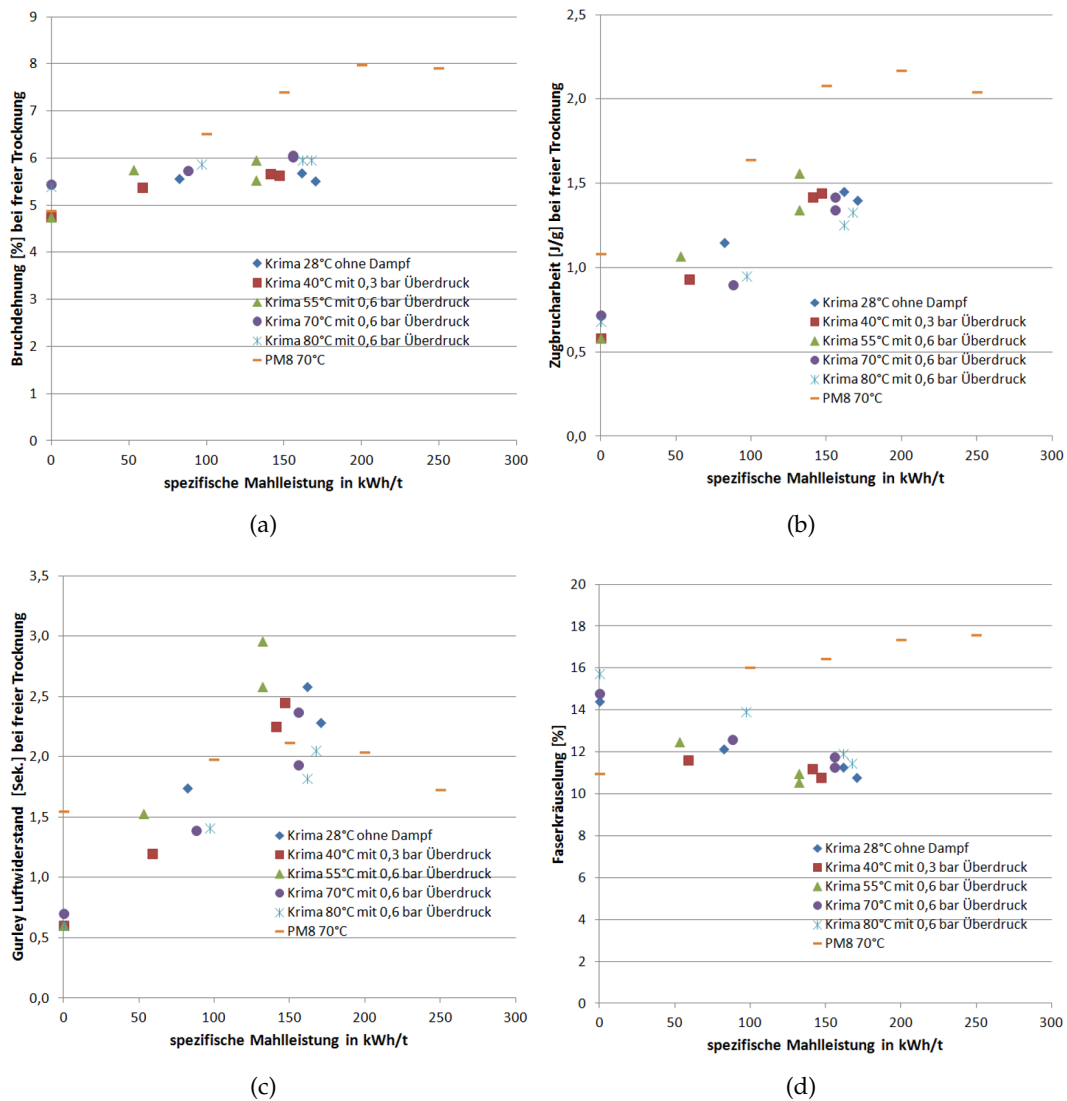 9
8
7
6
5
4
3
2
1
0
Bruchdehnung [%] bei freier Trocknung
Krima 28°C ohne Dampf
Krima 40°C mit 0,3 bar Überdruck
Krima 55°C mit 0,6 bar Überdruck
Krima 70°C mit 0,6 bar Überdruck
Krima 80°C mit 0,6 bar Überdruck
PM8 70°C
0 50 100 150 200 250 300
spezifische Mahlleistung in kWh/t
(a)
2,5
2,0
1,5
1,0
0,5
0,0
Zugbrucharbeit [J/g] bei freier Trocknung
Krima 28°C ohne Dampf
Krima 40°C mit 0,3 bar Überdruck
Krima 55°C mit 0,6 bar Überdruck
Krima 70°C mit 0,6 bar Überdruck
Krima 80°C mit 0,6 bar Überdruck
PM8 70°C
0 50 100 150 200 250 300
spezifische Mahlleistung in kWh/t
(b)
3,5
3,0
2,5
2,0
1,5
1,0
0,5
0,0
Gurley Luftwiderstand [Sek.] bei freier Trocknung
Krima 28°C ohne Dampf
Krima 40°C mit 0,3 bar Überdruck
Krima 55°C mit 0,6 bar Überdruck
Krima 70°C mit 0,6 bar Überdruck
Krima 80°C mit 0,6 bar Überdruck
PM8 70°C
0 50 100 150 200 250 300
spezifische Mahlleistung in kWh/t
(c)
20
18
16
14
12
10
8
6
4
2
0
Faserkräuselung [%]
Krima 28°C ohne Dampf
Krima 40°C mit 0,3 bar Überdruck
Krima 55°C mit 0,6 bar Überdruck
Krima 70°C mit 0,6 bar Überdruck
Krima 80°C mit 0,6 bar Überdruck
PM8 70°C
0 50 100 150 200 250 300
spezifische Mahlleistung in kWh/t
(d)